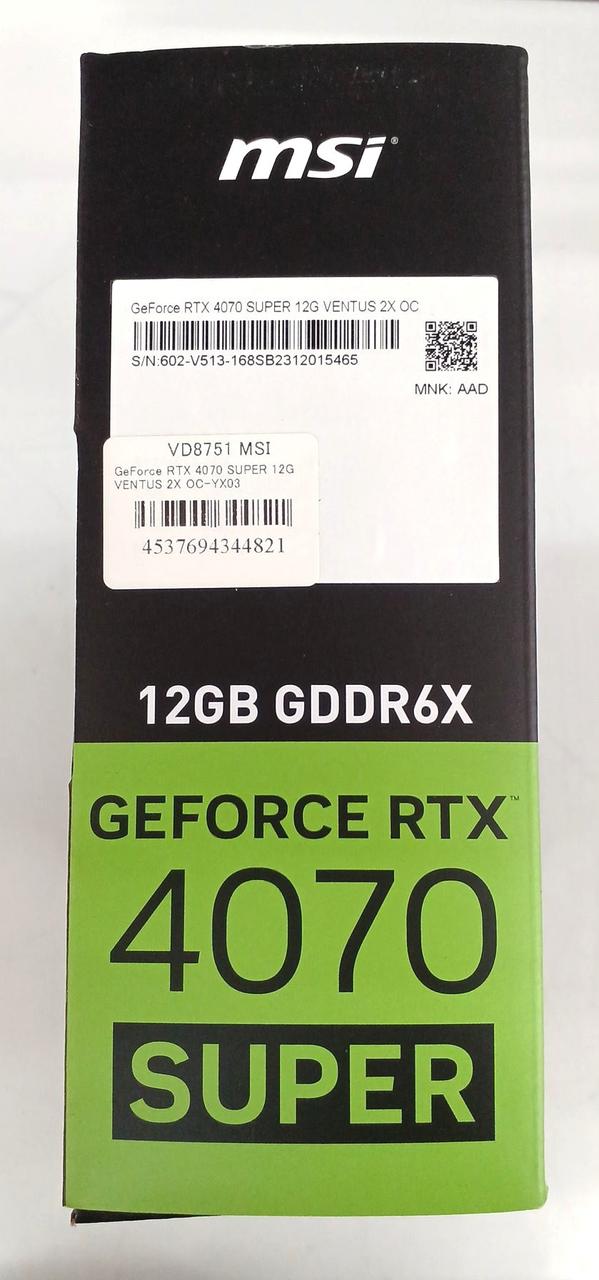 msi®
GeForce RTX 4070 SUPER 12G VENTUS 2X OC
S/N:602-V513-168SB2312015465
MNK: AAD
VD8751 MSI
GeForce RTX 4070 SUPER 12G
VENTUS 2X OC-YX03
4537694344821
12GB GDDR6X
GEFORCE RTX™
4070
SUPER